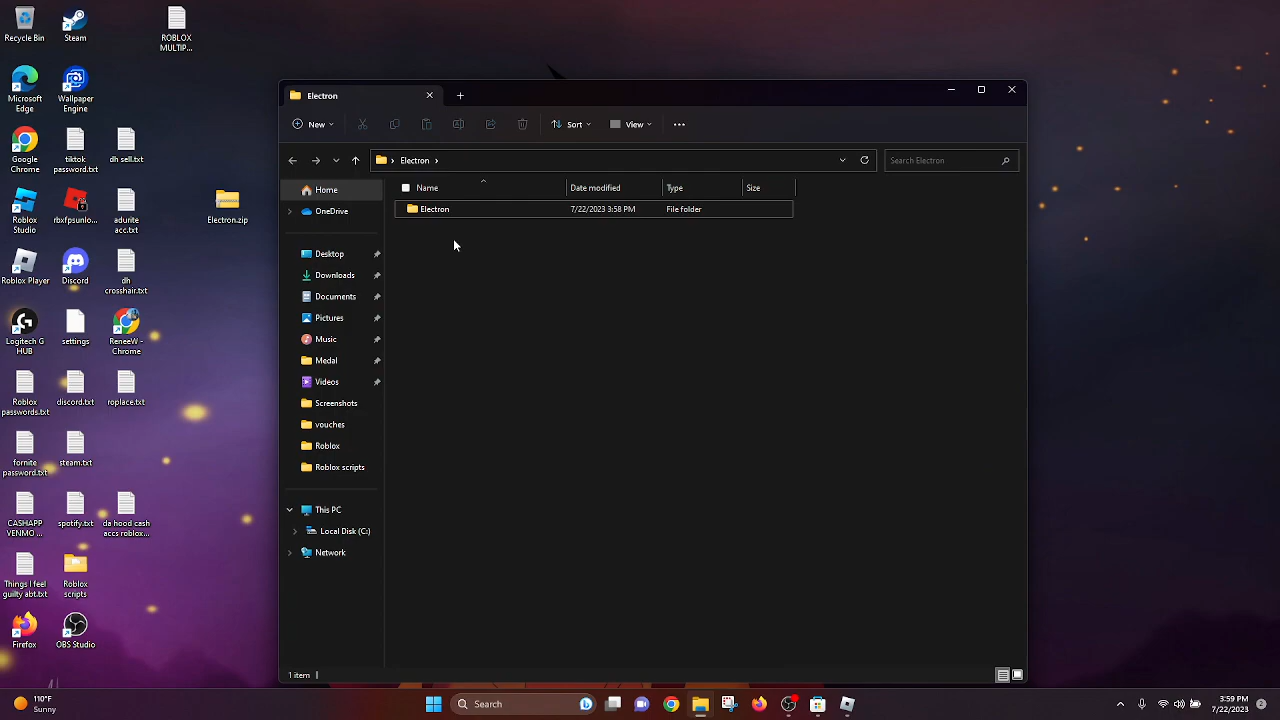 Recycle Bin
Steam
ROBLOX
MULTIP...
Microsoft
Edge
Wallpaper
Engine
Google
Chrome
tiktok
password.txt
dh sell.txt
Roblox
Studio
rbxfpsunlo...
adurite
acc.txt
Electron.zip
Roblox Player
Discord
dh
crosshair.txt
Logitech G
HUB
settings
ReneeW -
Chrome
Roblox
passwords.txt
discord.txt
roplace.txt
fornite
password.txt
steam.txt
CASHAPP
VENMO ...
spotify.txt
da hood cash
accs roblox...
Things I feel
guilty abt.txt
Roblox
scripts
Firefox
OBS Studio
Electron
New
Sort
View
Electron
Search Electron
Home
OneDrive
Desktop
Downloads
Documents
Pictures
Music
Medal
Videos
Screenshots
vouches
Roblox
Roblox scripts
This PC
Local Disk (C:)
Network
Name
e modified
Type
ze
Electron
7/22/2023 3:58 PM
File folder
1 item
110°F
Sunny
Search
3:59 PM
7/22/2023
2